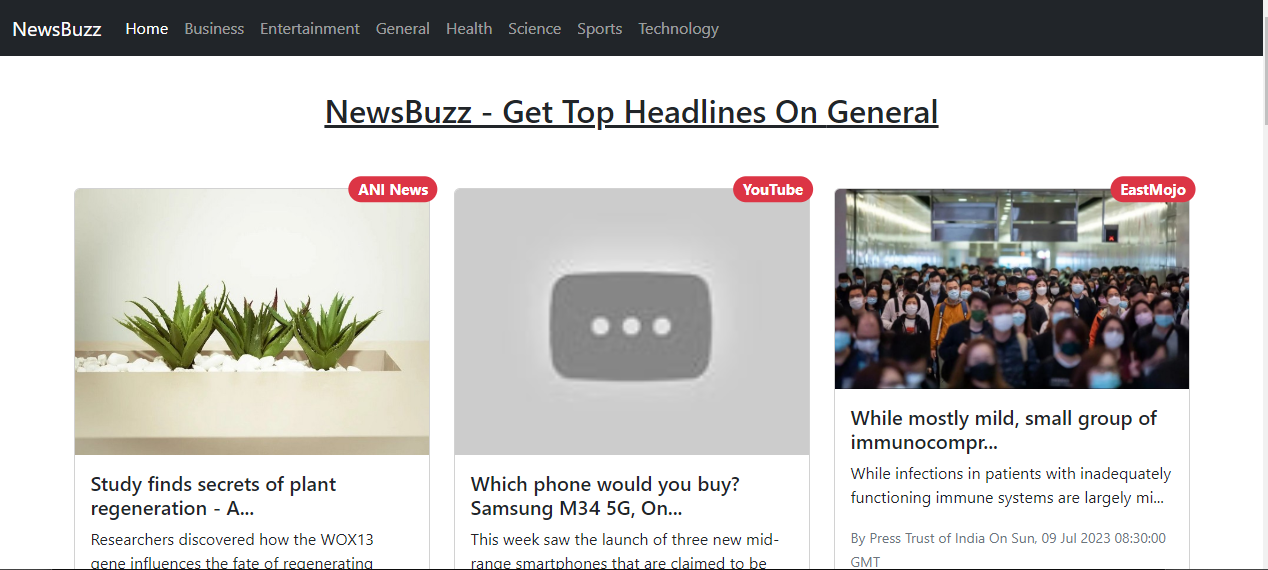 NewsBuzz Home Business Entertainment General Health Science Sports Technology
NewsBuzz - Get Top Headlines On General
ANI News
Study finds secrets of plant
regeneration - A...
Researchers discovered how the WOX13
gene influences the fate of regenerating
YouTube
Which phone would you buy?
Samsung M34 5G, On...
This week saw the launch of three new mid-
range smartphones that are claimed to be
EastMojo
While mostly mild, small group of
immunocompr...
While infections in patients with inadequately
functioning immune systems are largely mi...
By Press Trust of India On Sun, 09 Jul 2023 08:30:00
GMT